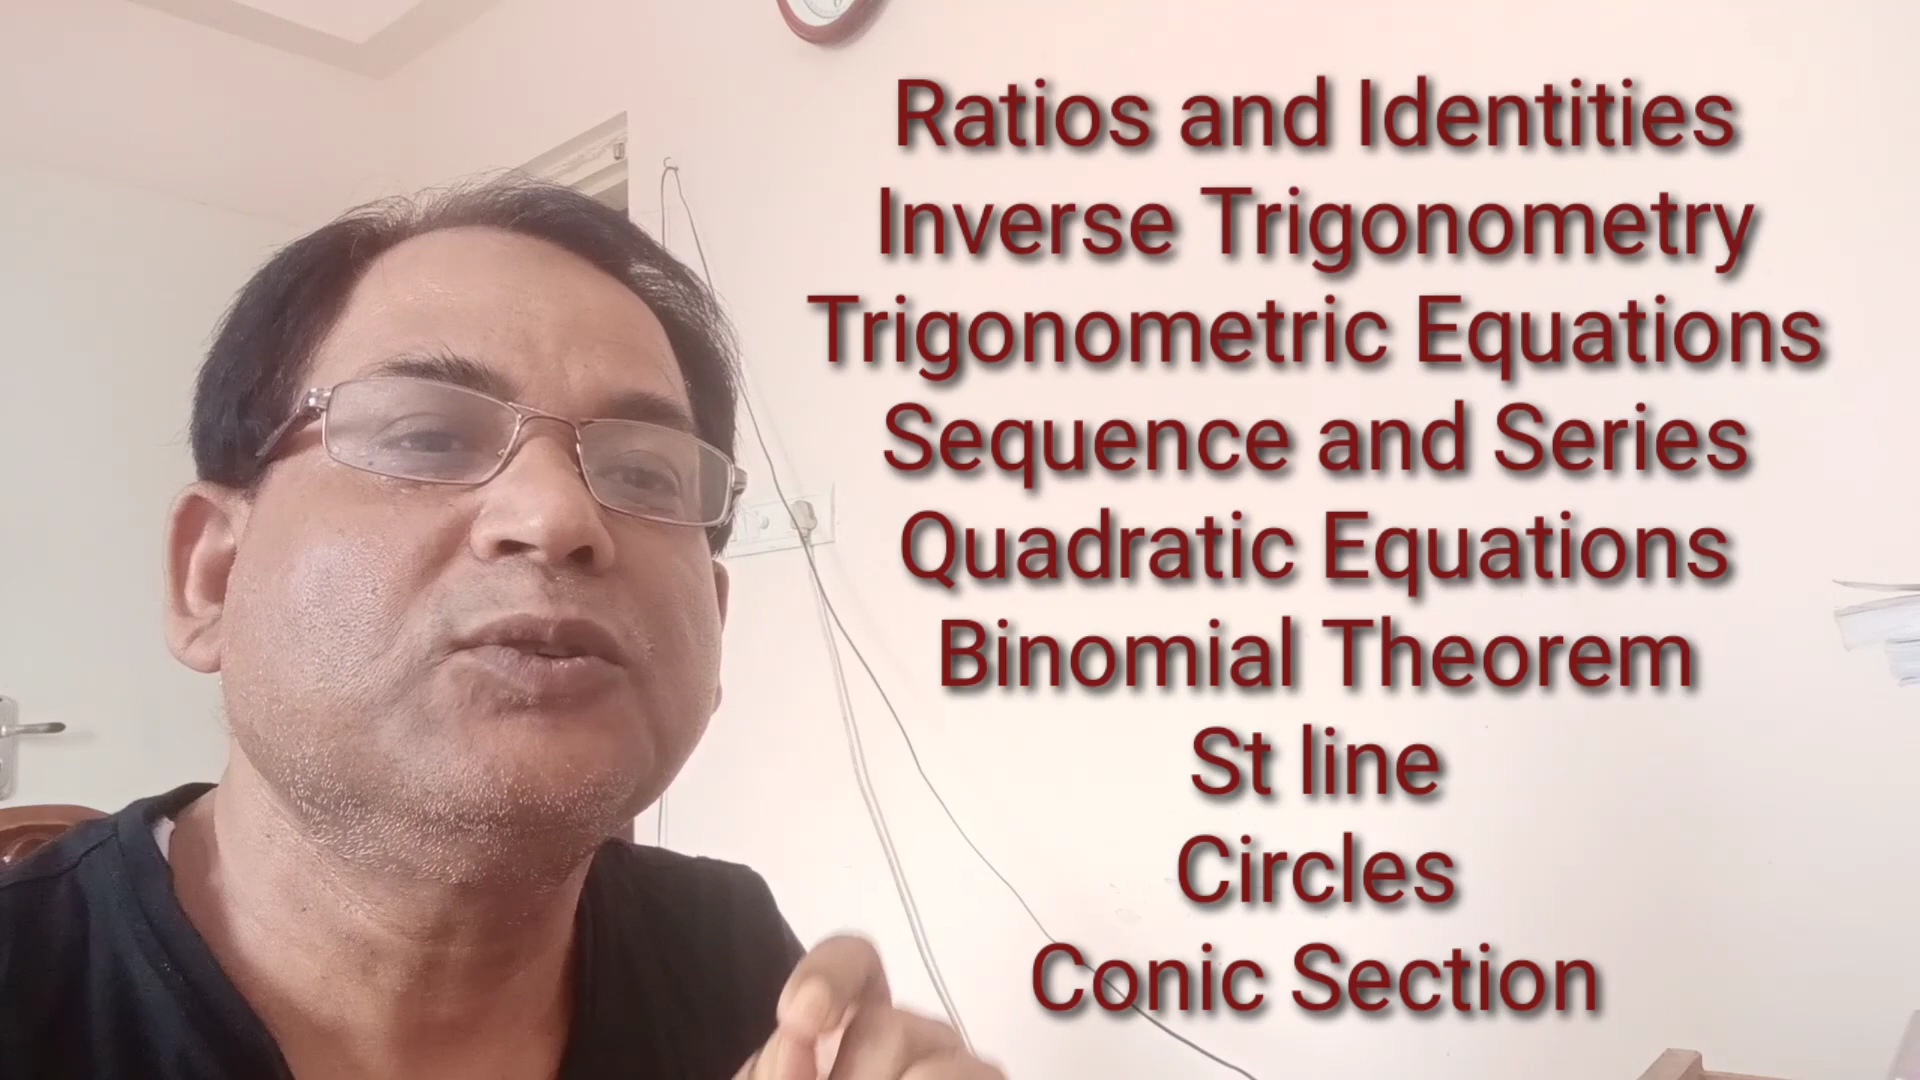 Ratios and Identities
Inverse Trigonometry
Trigonometric Equations
Sequence and Series
Quadratic Equations
Binomial Theorem
St line
Circles
Conic Section